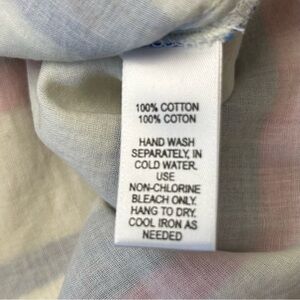 100% COTTON
100% COTON
HAND WASH
SEPARATELY, IN
COLD WATER.
USE
NON-CHLORINE
BLEACH ONLY.
HANG TO DRY.
COOL IRON AS
NEEDED